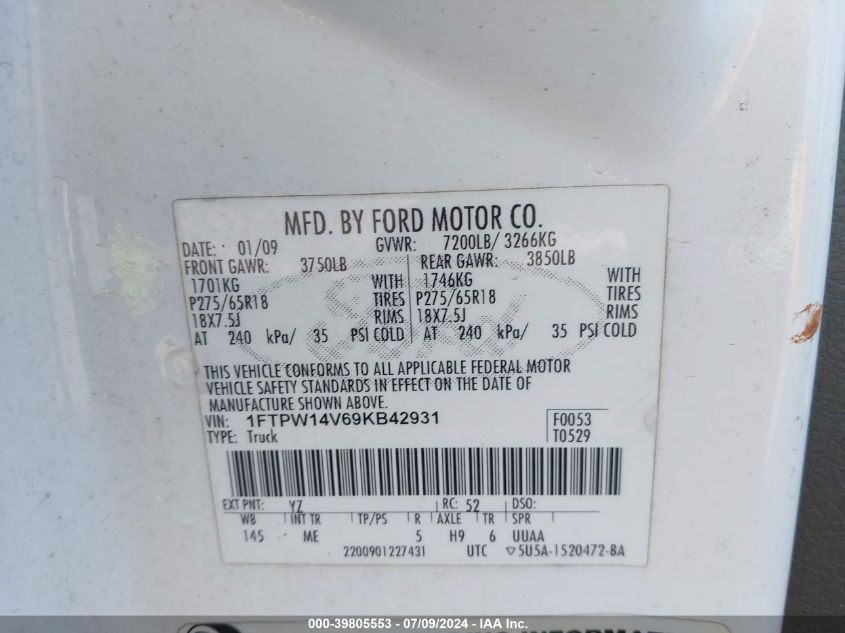 MFD. BY FORD MOTOR CO.
DATE: 01/09 GVWR: 7200LB/ 3266KG
FRONT GAWR: 3750LB REAR GAWR: 3850LB
1701KG WITH 1746KG WITH
P275/65R18 TIRES P275/65R18 TIRES
18X7.5J RIMS 18X7.5J RIMS
AT 240 kPa/ 35 PSI COLD AT 240 kPa/ 35 PSI COLD
Ford
THIS VEHICLE CONFORMS TO ALL APPLICABLE FEDERAL MOTOR
VEHICLE SAFETY STANDARDS IN EFFECT ON THE DATE OF
MANUFACTURE SHOWN ABOVE.
VIN: 1FTPW14V69KB42931 F0053
TYPE: Truck T0529
EXT PNT: YZ RC: 52 DSO:
WB INT TR TP/PS R AXLE TR SPR
145 ME 5 H9 6 UUAA
2200901227431 UTC ▽5U5A-1520472-BA
000-39805553 - 07/09/2024 - IAA Inc.